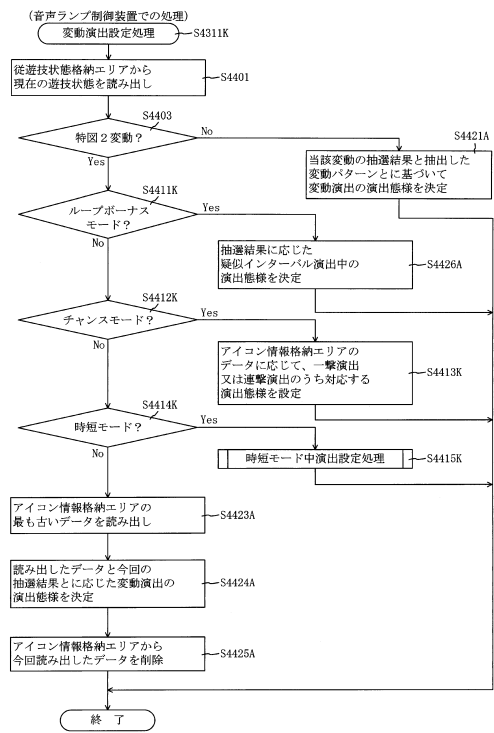 (音声ランプ制御装置での処理)
変動演出設定処理
S4311K
従遊技状態格納エリアから
現在の遊技状態を読み出し
S4401
S4403
特図2変動?
No
Yes
S4421A
当該変動の抽選結果と抽出した
変動パターンとに基づいて
変動演出の演出態様を決定
S4411K
ループボーナス
モード?
Yes
No
抽選結果に応じた
疑似インターバル演出中の
演出態様を決定
S4426A
S4412K
チャンスモード?
Yes
No
アイコン情報格納エリアの
データに応じて、一撃演出
又は連撃演出のうち対応する
演出態様を設定
S4413K
S4414K
時短モード?
Yes
No
時短モード中演出設定処理
S4415K
アイコン情報格納エリアの
最も古いデータを読み出し
S4423A
読み出したデータと今回の
抽選結果とに応じた変動演出の
演出態様を決定
S4424A
アイコン情報格納エリアから
今回読み出したデータを削除
S4425A
終 了